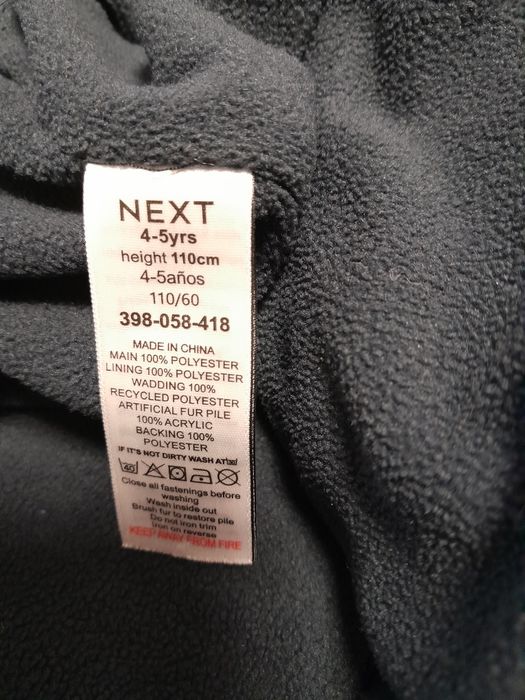 NEXT
4-5yrs
height 110cm
4-5años
110/60
398-058-418
MADE IN CHINA
MAIN 100% POLYESTER
LINING 100% POLYESTER
WADDING 100%
RECYCLED POLYESTER
ARTIFICIAL FUR PILE
100% ACRYLIC
BACKING 100%
POLYESTER
IF IT'S NOT DIRTY WASH AT 30
40
Close all fastenings before
washing
Wash inside out
Brush fur to restore pile
Do not iron trim
Iron on reverse
KEEP AWAY FROM FIRE